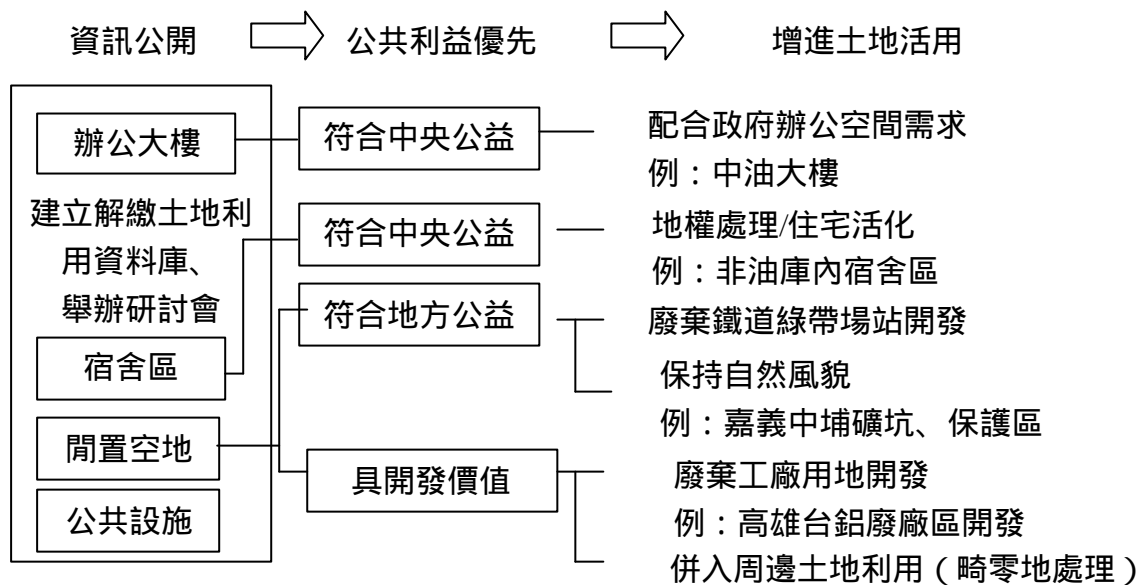 資訊公開
公共利益優先
增進土地活用
辦公大樓
建立解繳土地利
用資料庫、
舉辦研討會
宿舍區
閒置空地
公共設施
符合中央公益
符合中央公益
符合地方公益
具開發價值
配合政府辦公空間需求
例：中油大樓
地權處理/住宅活化
例：非油庫內宿舍區
廢棄鐵道綠帶場站開發
保持自然風貌
例：嘉義中埔礦坑、保護區
廢棄工廠用地開發
例：高雄台鋁廢廠區開發
併入周邊土地利用（畸零地處理）